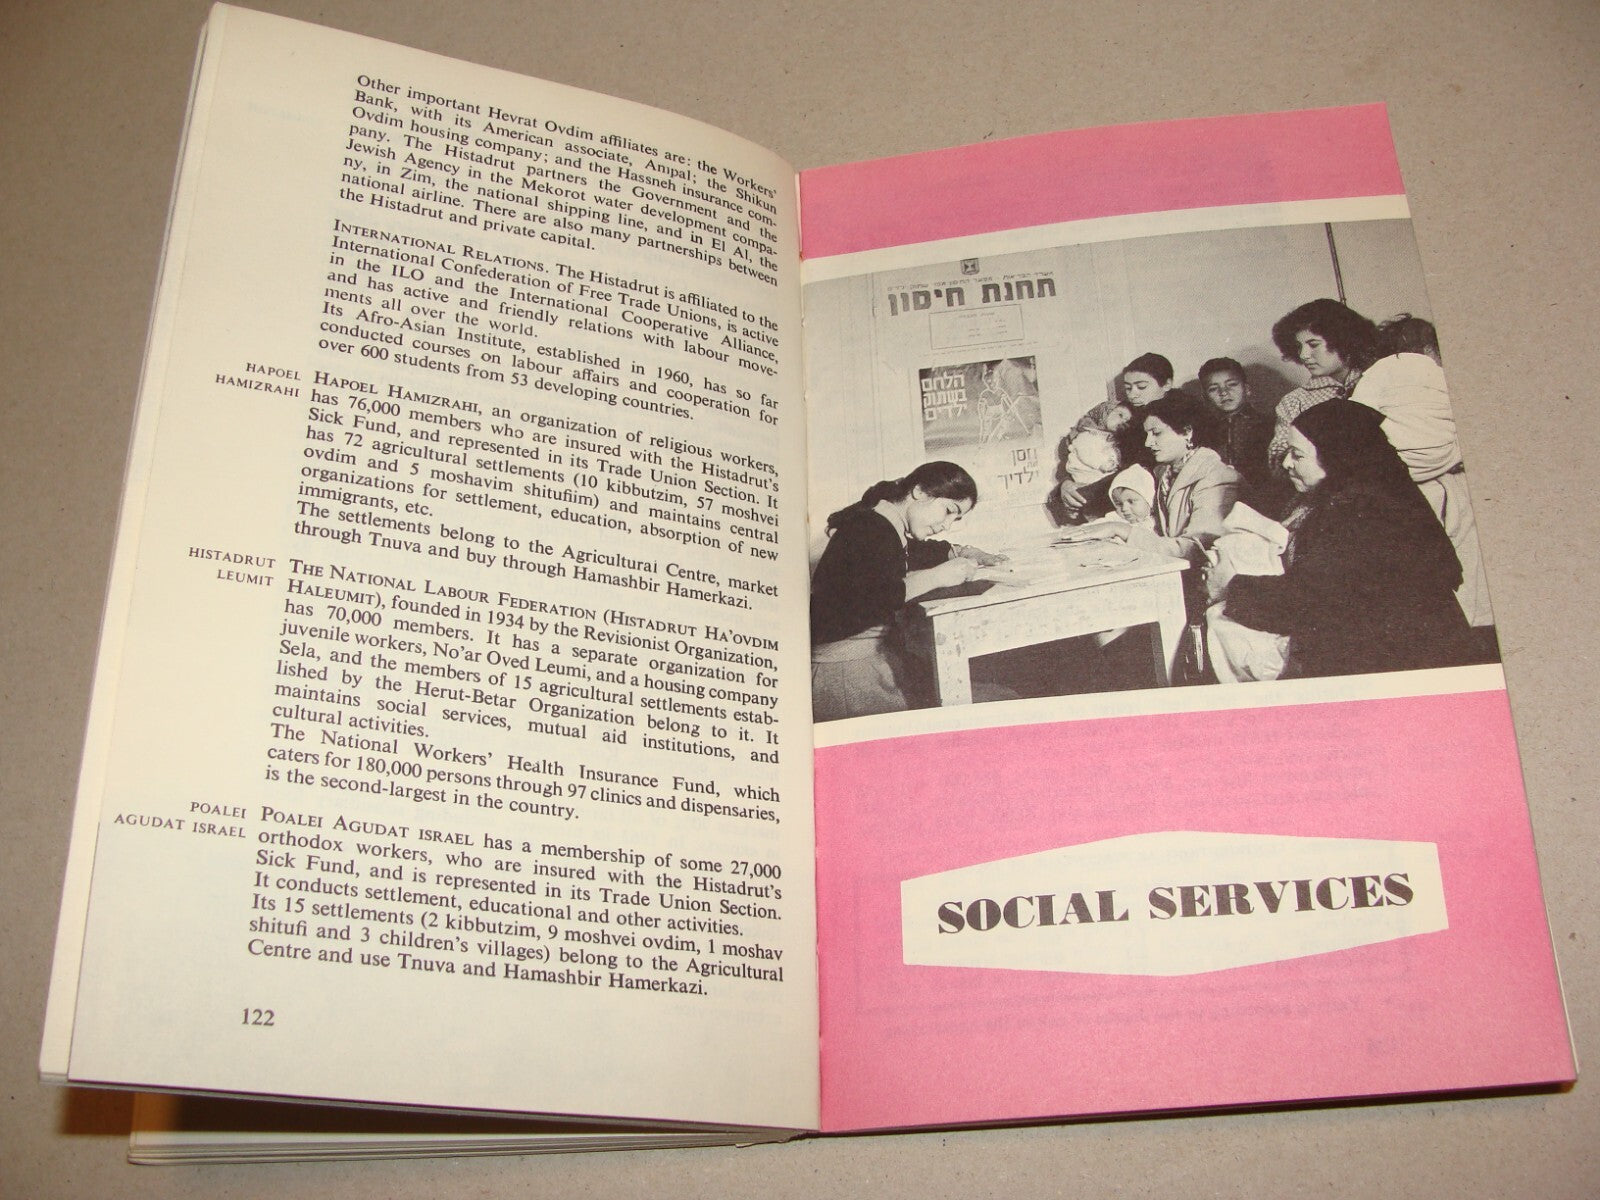 Other important Hevrat Ovdim affiliates are: the Workers'
Bank, with its American associate, Ampal; the Shikun
Ovdim housing company; and the Hassneh insurance com-
pany. The Histadrut partners the Government and the
Jewish Agency in the Mekorot water development compa-
ny, in Zim, the national shipping line, and in El Al, the
national airline. There are also many partnerships between
the Histadrut and private capital.
INTERNATIONAL RELATIONS. The Histadrut is affiliated to the
International Confederation of Free Trade Unions, is active
in the ILO and the International Cooperative Alliance,
and has active and friendly relations with labour move-
ments all over the world.
Its Afro-Asian Institute, established in 1960, has so far
conducted courses on labour affairs and cooperation for
over 600 students from 53 developing countries.
HAPOEL
HAMIZRAHI
HAPOEL HAMIZRAHI, an organization of religious workers,
has 76,000 members who are insured with the Histadrut's
Sick Fund, and represented in its Trade Union Section. It
has 72 agricultural settlements (10 kibbutzim, 57 moshvei
ovdim and 5 moshavim shitufiim) and maintains central
organizations for settlement, education, absorption of new
immigrants, etc.
The settlements belong to the Agricultural Centre, market
through Tnuva and buy through Hamashbir Hamerkazi.
HISTADRUT
LEUMIT
THE NATIONAL LABOUR FEDERATION (HISTADRUT HA'OVDIM
HALEUMIT), founded in 1934 by the Revisionist Organization,
has 70,000 members. It has a separate organization for
juvenile workers, No'ar Oved Leumi, and a housing company
Sela, and the members of 15 agricultural settlements estab-
lished by the Herut-Betar Organization belong to it. It
maintains social services, mutual aid institutions, and
cultural activities.
The National Workers' Health Insurance Fund, which
caters for 180,000 persons through 97 clinics and dispensaries,
is the second-largest in the country.
POALEI
AGUDAT ISRAEL
POALEI AGUDAT ISRAEL has a membership of some 27,000
orthodox workers, who are insured with the Histadrut's
Sick Fund, and is represented in its Trade Union Section.
It conducts settlement, educational and other activities.
Its 15 settlements (2 kibbutzim, 9 moshvei ovdim, 1 moshav
shitufi and 3 children's villages) belong to the Agricultural
Centre and use Tnuva and Hamashbir Hamerkazi.
122
תחנת חיסון
הלחם
בשתוק
ילדים
חסן
את
ילדיך
SOCIAL SERVICES